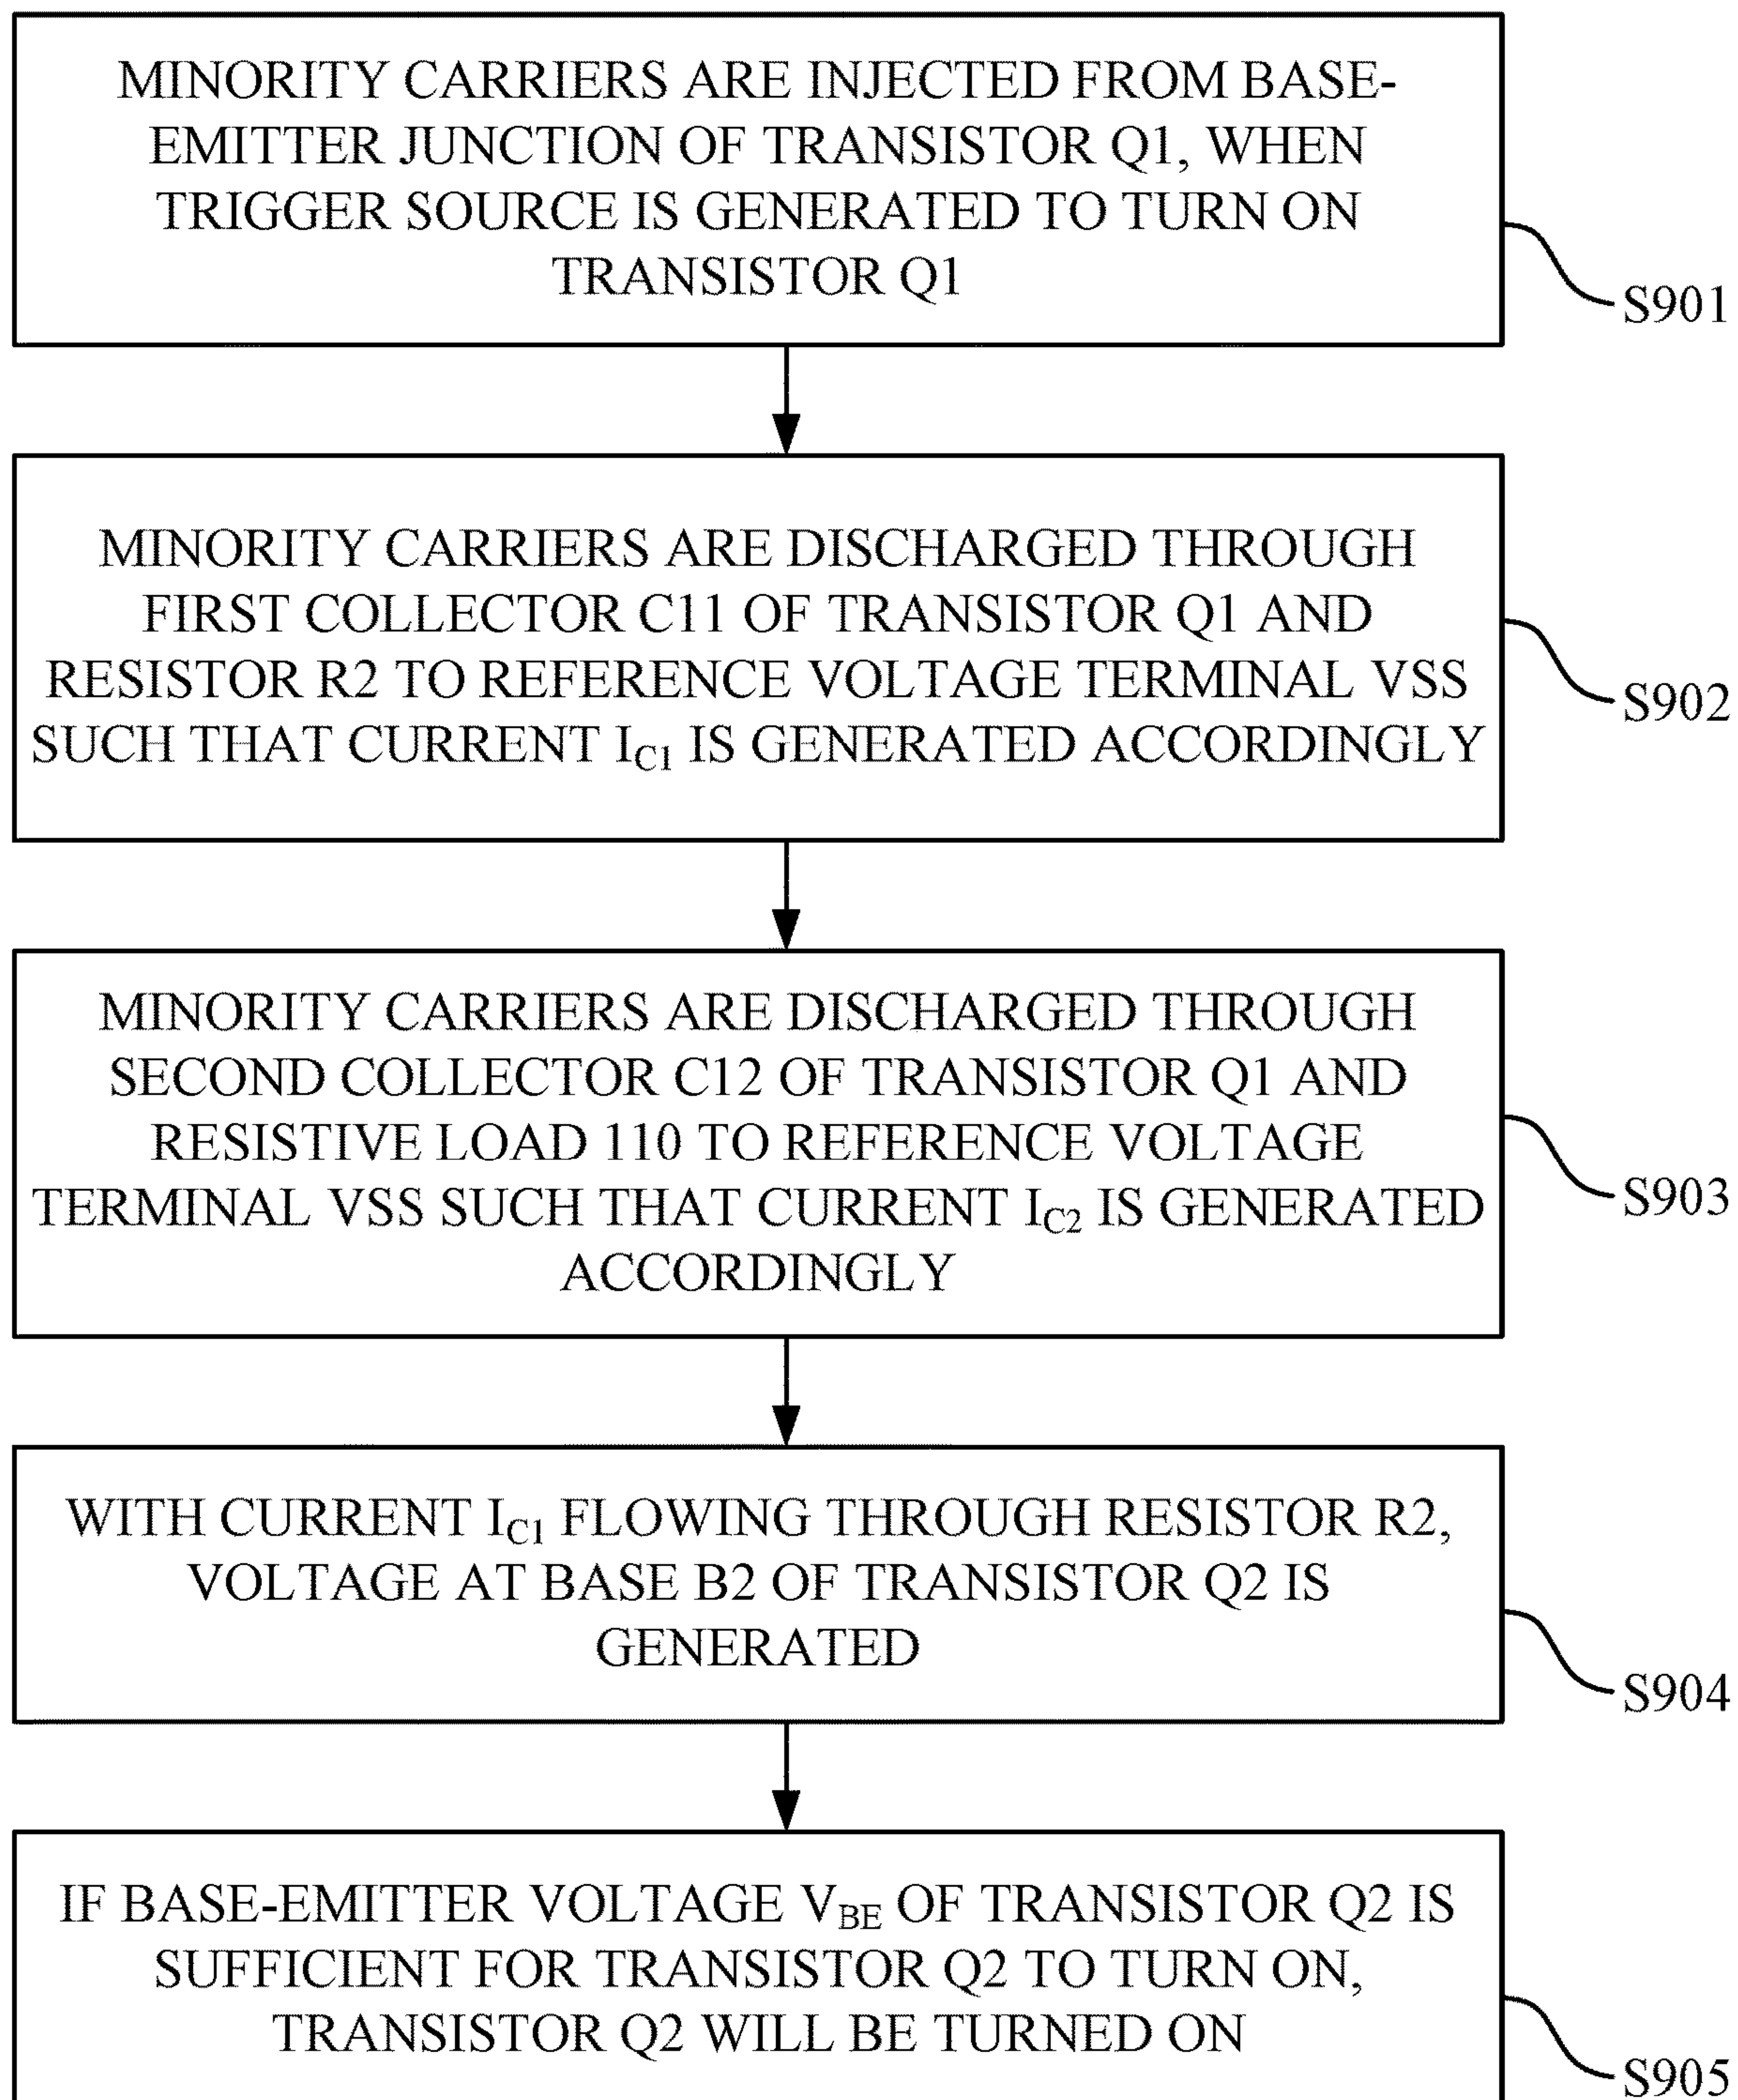 MINORITY CARRIERS ARE INJECTED FROM BASE-
EMITTER JUNCTION OF TRANSISTOR Q1, WHEN
TRIGGER SOURCE IS GENERATED TO TURN ON
TRANSISTOR Q1
S901
MINORITY CARRIERS ARE DISCHARGED THROUGH
FIRST COLLECTOR C11 OF TRANSISTOR Q1 AND
RESISTOR R2 TO REFERENCE VOLTAGE TERMINAL VSS
SUCH THAT CURRENT I_C1 IS GENERATED ACCORDINGLY
S902
MINORITY CARRIERS ARE DISCHARGED THROUGH
SECOND COLLECTOR C12 OF TRANSISTOR Q1 AND
RESISTIVE LOAD 110 TO REFERENCE VOLTAGE
TERMINAL VSS SUCH THAT CURRENT I_C2 IS GENERATED
ACCORDINGLY
S903
WITH CURRENT I_C1 FLOWING THROUGH RESISTOR R2,
VOLTAGE AT BASE B2 OF TRANSISTOR Q2 IS
GENERATED
S904
IF BASE-EMITTER VOLTAGE V_BE OF TRANSISTOR Q2 IS
SUFFICIENT FOR TRANSISTOR Q2 TO TURN ON,
TRANSISTOR Q2 WILL BE TURNED ON
S905